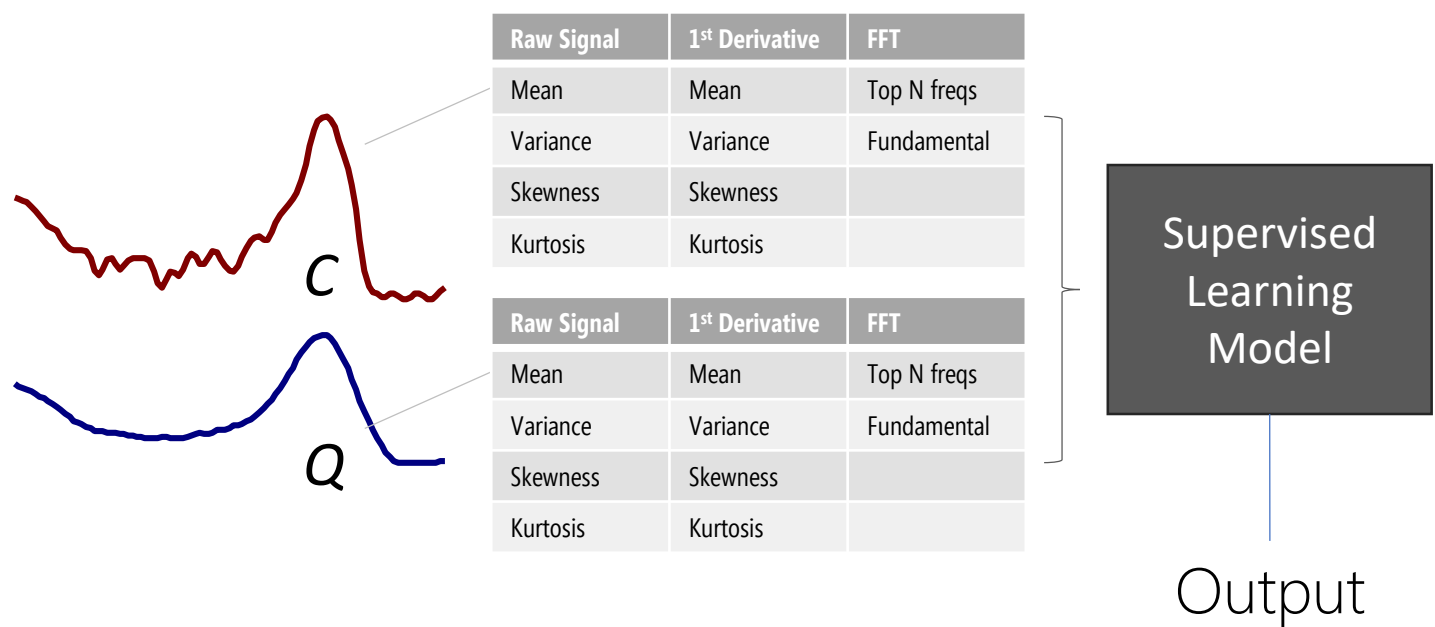 Raw Signal 1st Derivative FFT
Mean Mean Top N freqs
Variance Variance Fundamental
Skewness Skewness
Kurtosis Kurtosis
C
Raw Signal 1st Derivative FFT
Mean Mean Top N freqs
Variance Variance Fundamental
Skewness Skewness
Kurtosis Kurtosis
Q
Supervised
Learning
Model
Output